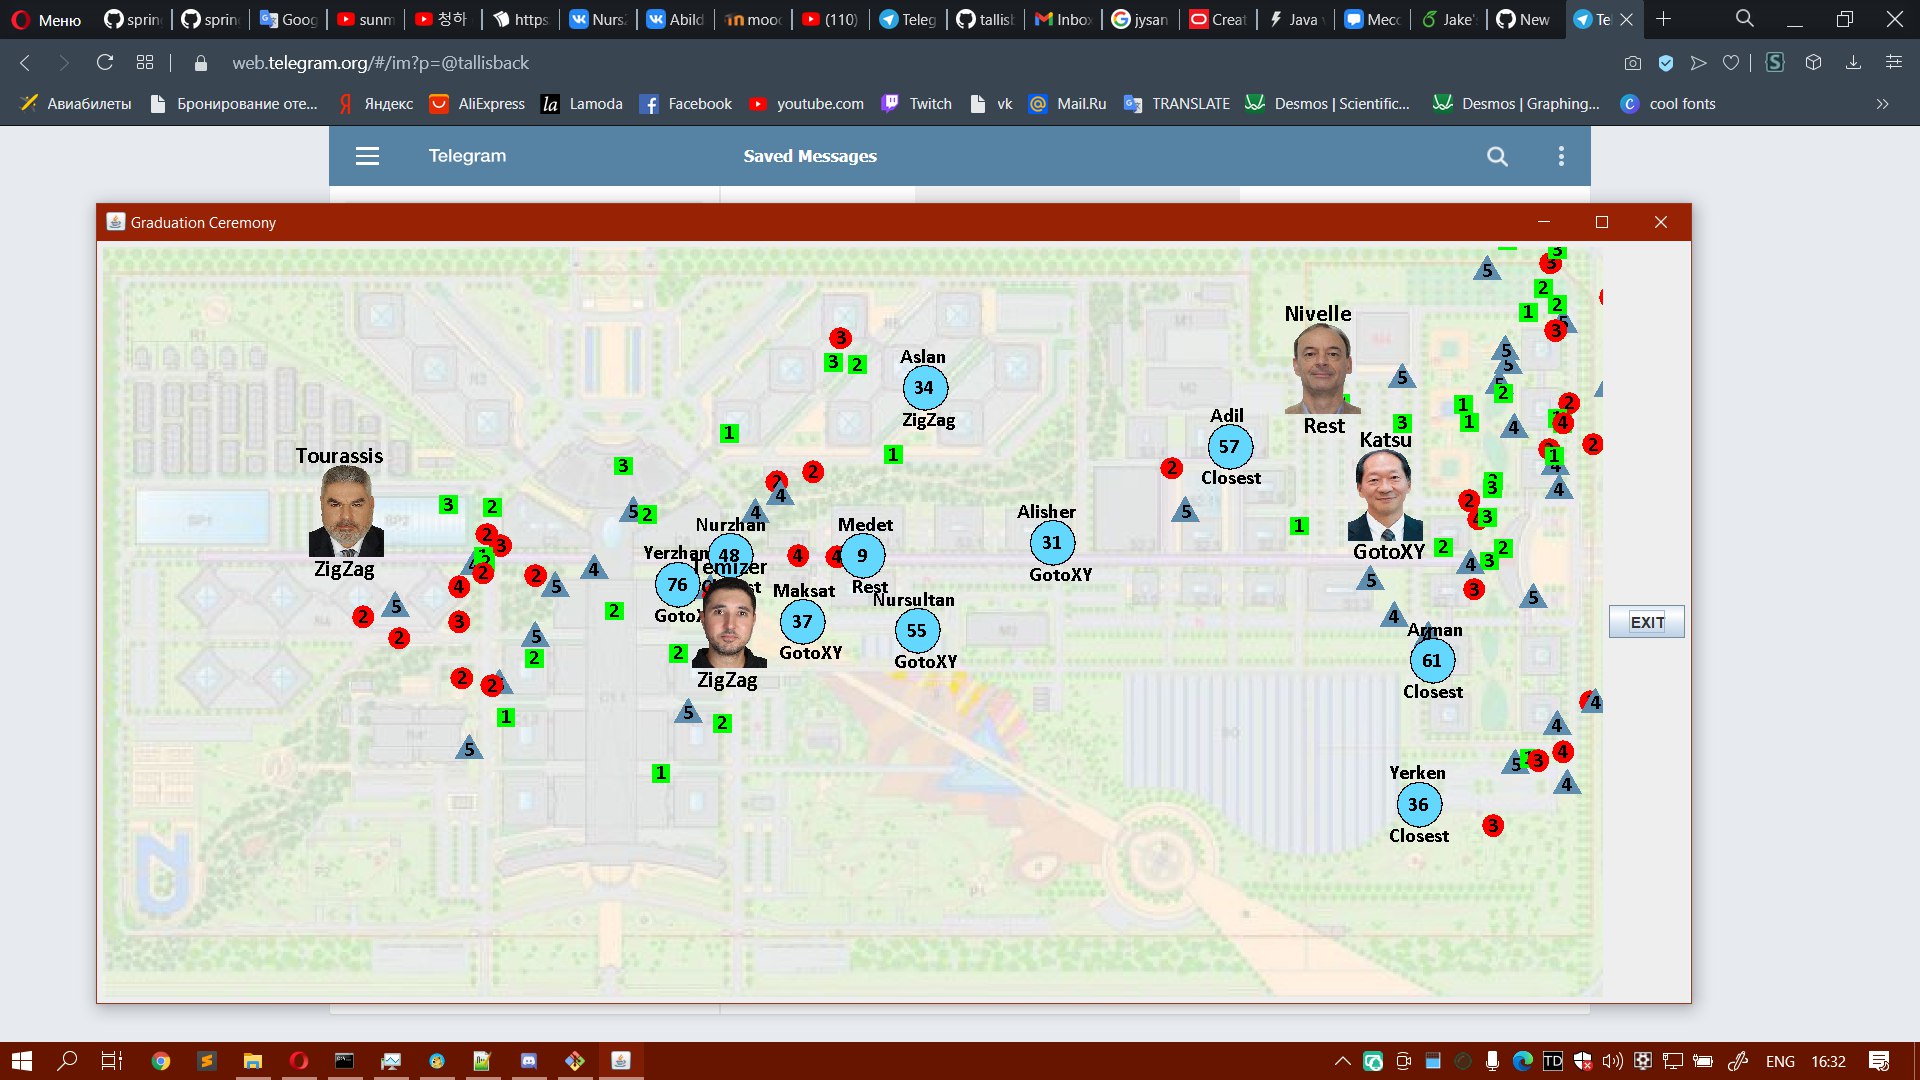 Меню
sprin
sprin
Goog
sunm
청하
https
Nurs
Abild
mooc
(110)
Teleg
tallis
Inbox
jysan
Creat
Java
Месс
Jake'
New
Te
web.telegram.org/#/im?p=@tallisback
Авиабилеты
Бронирование оте...
Яндекс
AliExpress
la
Lamoda
Facebook
youtube.com
Twitch
vk
Mail.Ru
TRANSLATE
Desmos | Scientific...
Desmos | Graphing...
cool fonts
Telegram
Saved Messages
Graduation Ceremony
Nivelle
Rest
Katsu
GotoXY
Aslan
34
ZigZag
Adil
57
Closest
Tourassis
ZigZag
Alisher
31
GotoXY
Nurzhan
48
Medet
9
Rest
Yerzhan
76
Temizer
ZigZag
Maksat
37
GotoXY
Nursultan
55
GotoXY
Arman
61
Closest
Yerken
36
Closest
EXIT
ENG
16:32